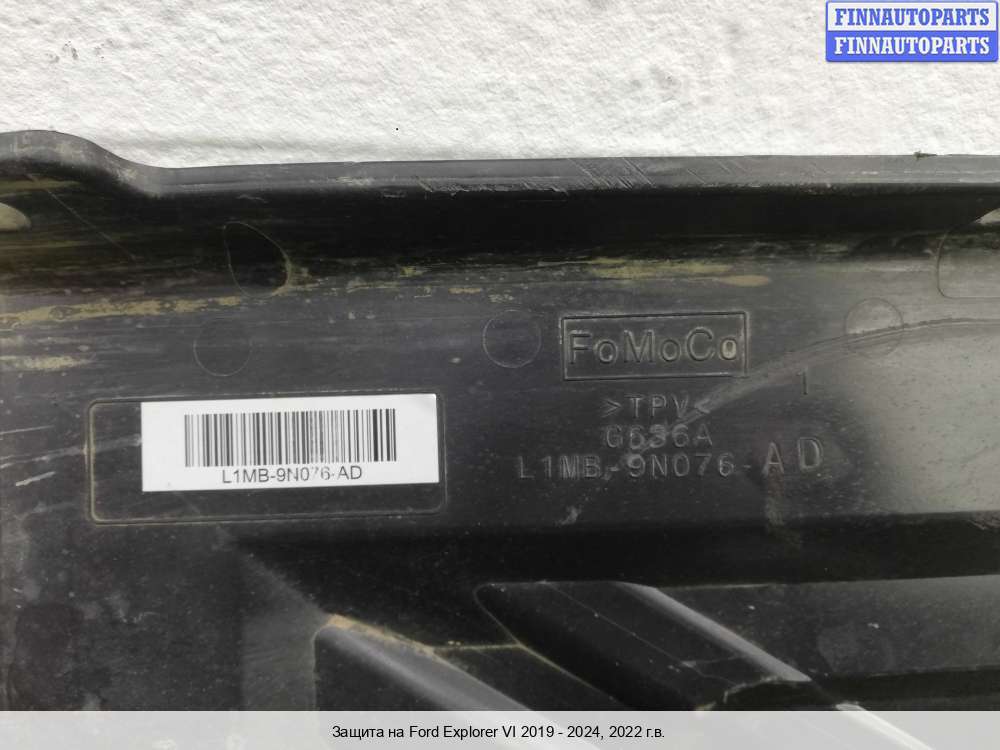 FINNAUTOPARTS
FINNAUTOPARTS
FoMoCo
1
>TPV<
G636A
L1MB-9N076-AD
L1MB-9N076-AD
Защита на Ford Explorer VI 2019 - 2024, 2022 г.в.